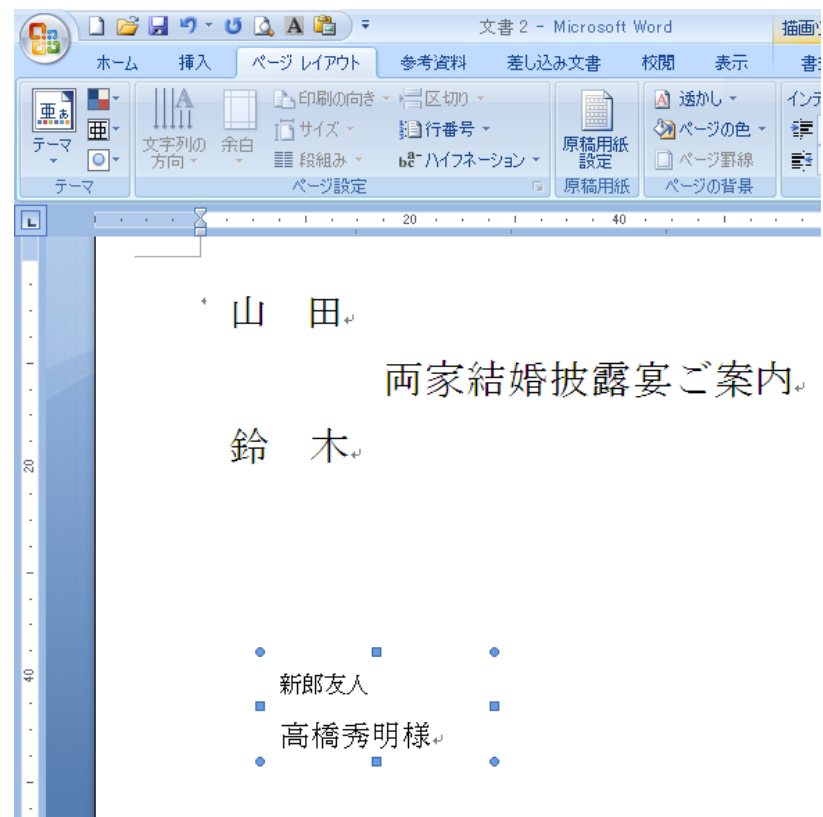 文書 2 - Microsoft Word
描画
ホーム 挿入 ページ レイアウト 参考資料 差し込み文書 校閲 表示
亜ぁ 亜 テーマ
文字列の方向 余白
印刷の向き 区切り
サイズ 行番号
段組み ハイフネーション
原稿用紙設定
透かし
ページの色
ページ罫線
テーマ ページ設定 原稿用紙 ページの背景
20 40
山 田
両家結婚披露宴ご案内
鈴 木
20
40
新郎友人
高橋秀明様